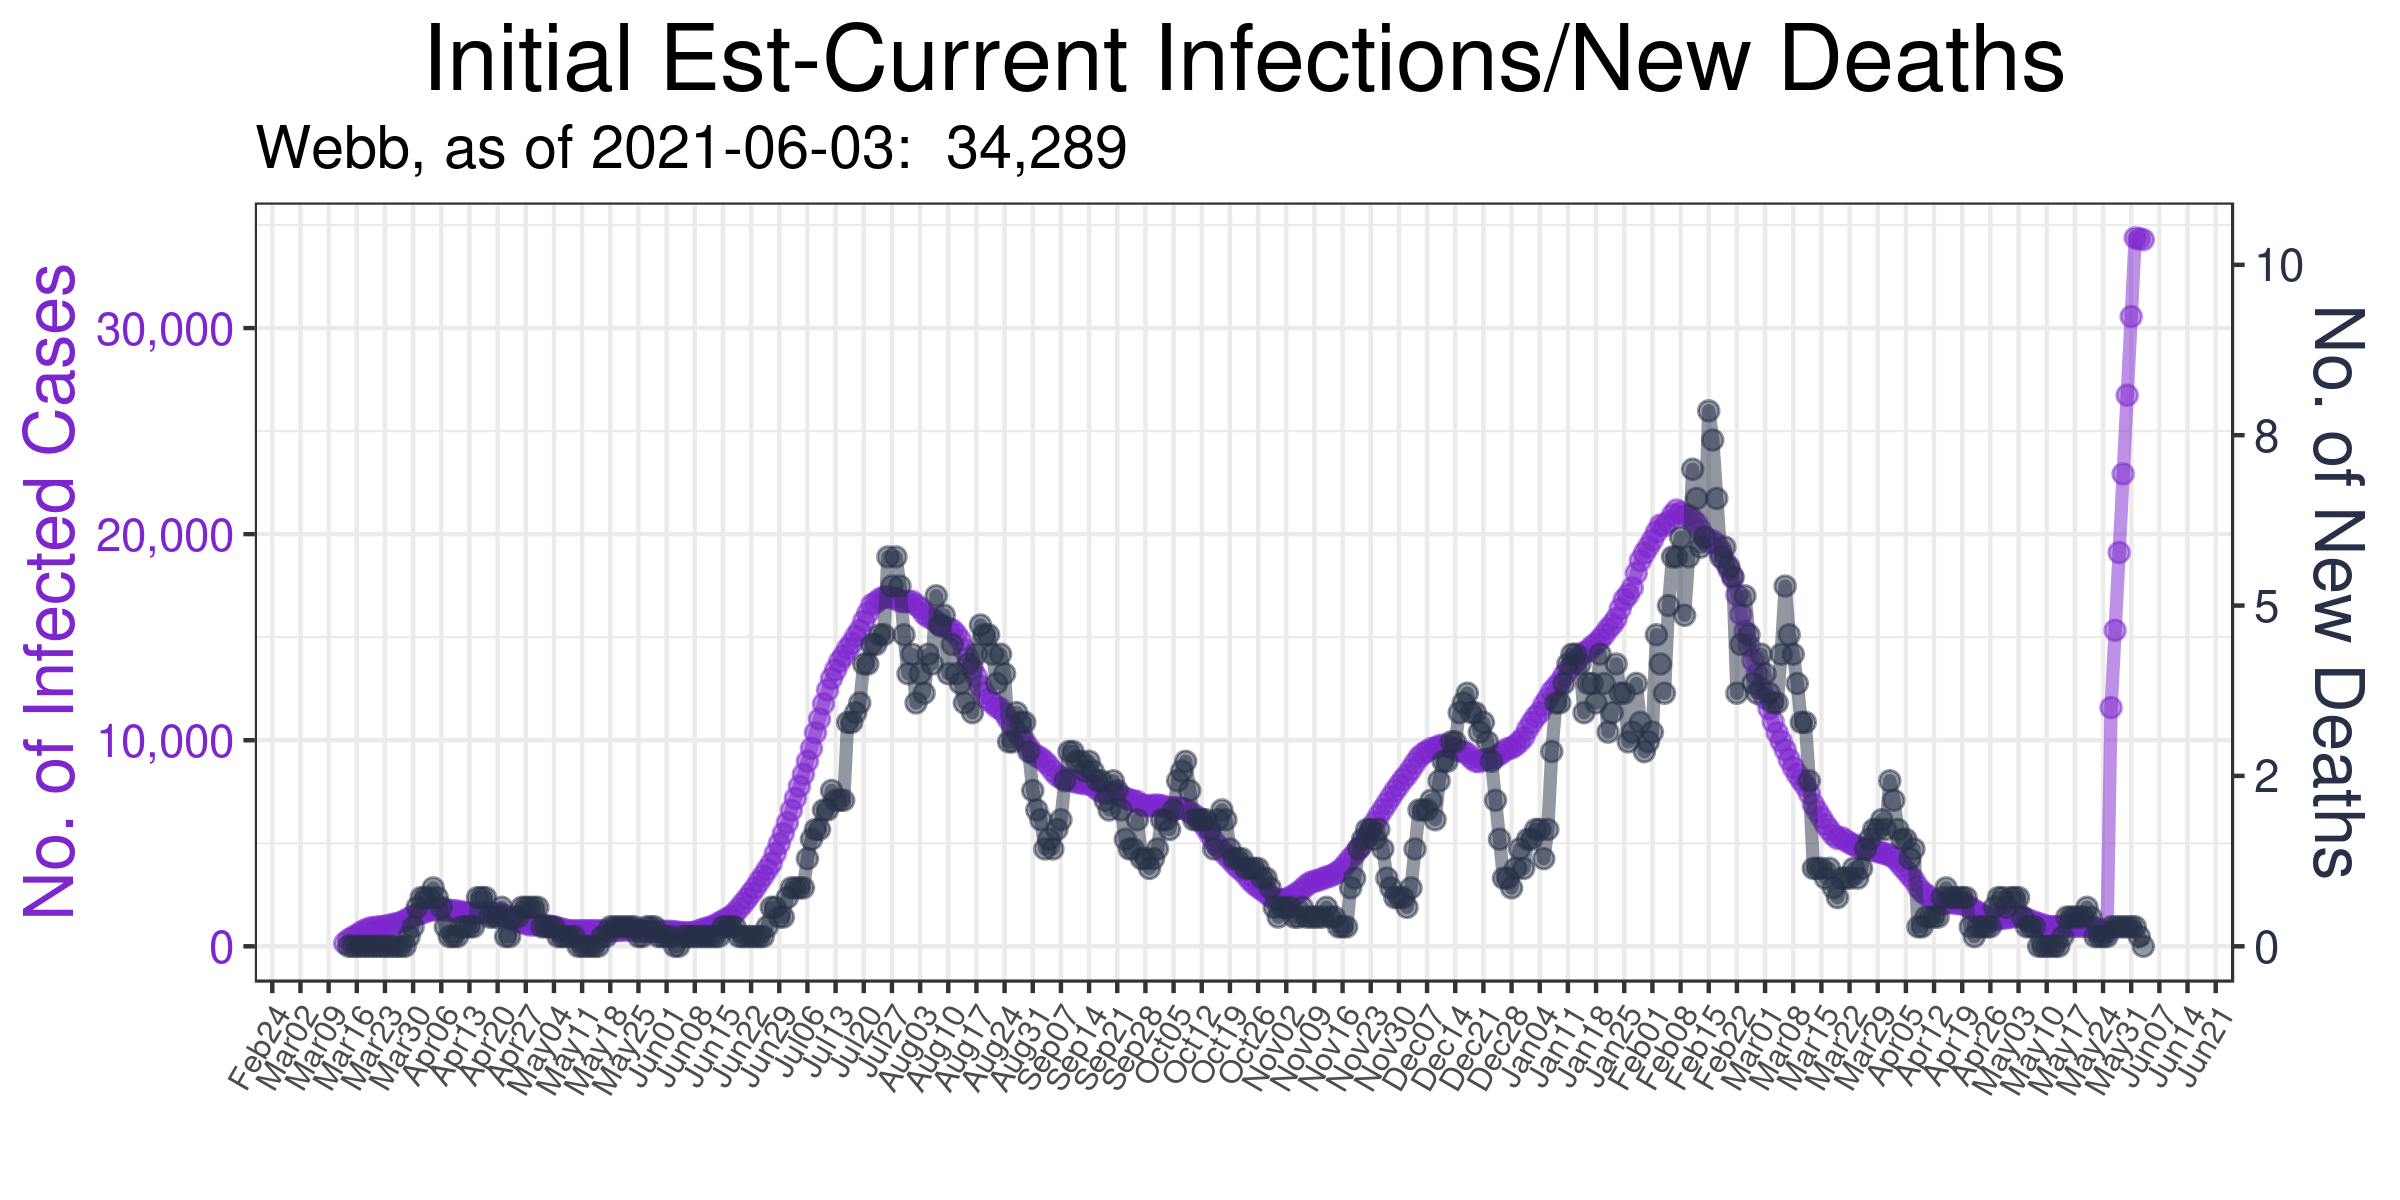 Initial Est-Current Infections/New Deaths
Webb, as of 2021-06-03:  34,289
No. of Infected Cases
30,000
20,000
10,000
0
10
8
5
2
0
No. of New Deaths
Feb24
Mar02
Mar09
Mar16
Mar23
Mar30
Apr06
Apr13
Apr20
Apr27
May04
May11
May18
May25
Jun01
Jun08
Jun15
Jun22
Jun29
Jul06
Jul13
Jul20
Jul27
Aug03
Aug10
Aug17
Aug24
Aug31
Sep07
Sep14
Sep21
Sep28
Oct05
Oct12
Oct19
Oct26
Nov02
Nov09
Nov16
Nov23
Nov30
Dec07
Dec14
Dec21
Dec28
Jan04
Jan11
Jan18
Jan25
Feb01
Feb08
Feb15
Feb22
Mar01
Mar08
Mar15
Mar22
Mar29
Apr05
Apr12
Apr19
Apr26
May03
May10
May17
May24
May31
Jun07
Jun14
Jun21